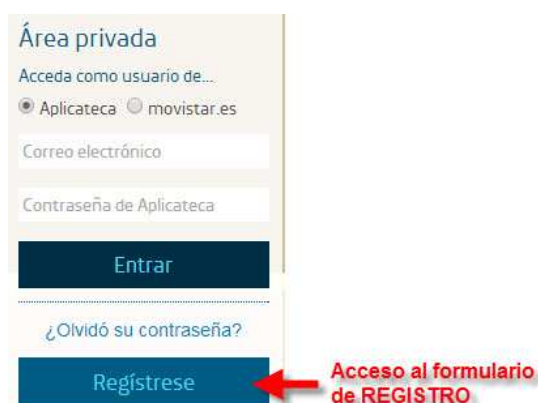 Área privada
Acceda como usuario de...
Aplicateca movistar.es
Correo electrónico
Contraseña de Aplicateca
Entrar
¿Olvidó su contraseña?
Regístrese
Acceso al formulario
de REGISTRO